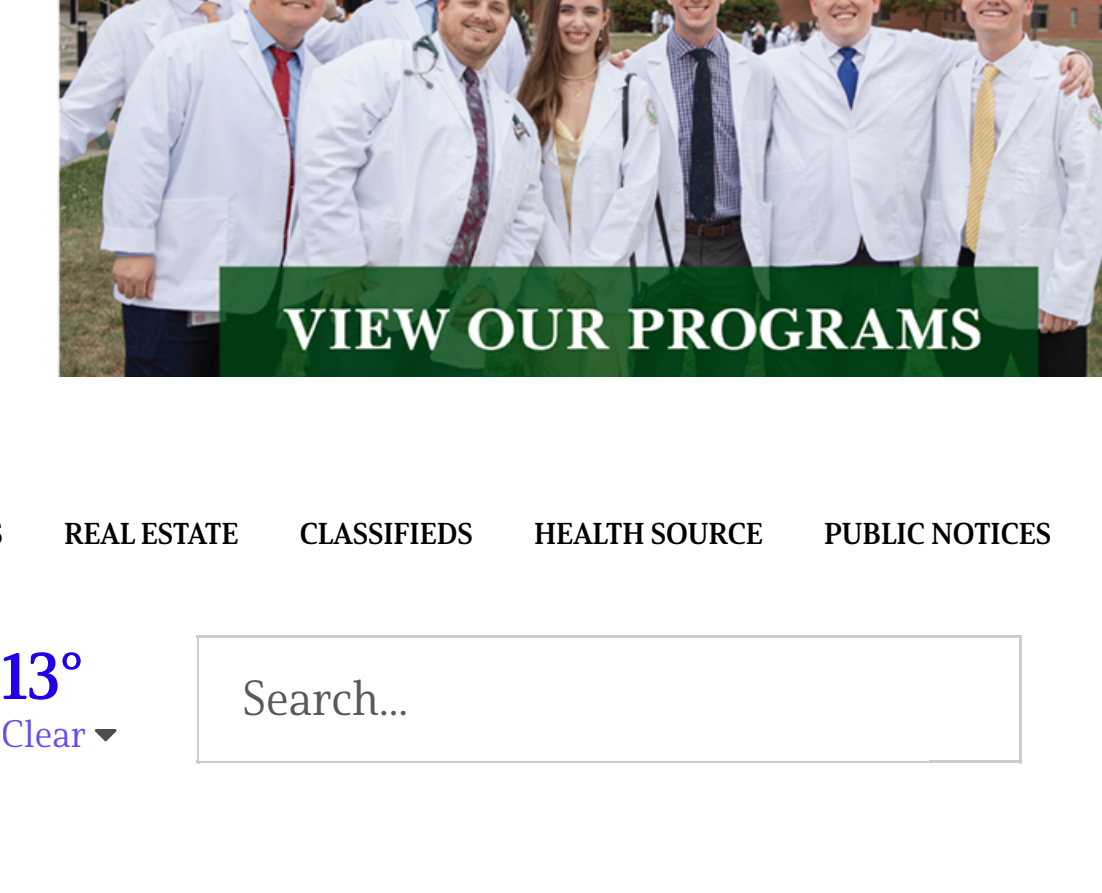 VIEW OUR PROGRAMS
REAL ESTATE CLASSIFIEDS HEALTH SOURCE PUBLIC NOTICES
13°
Clear
Search...